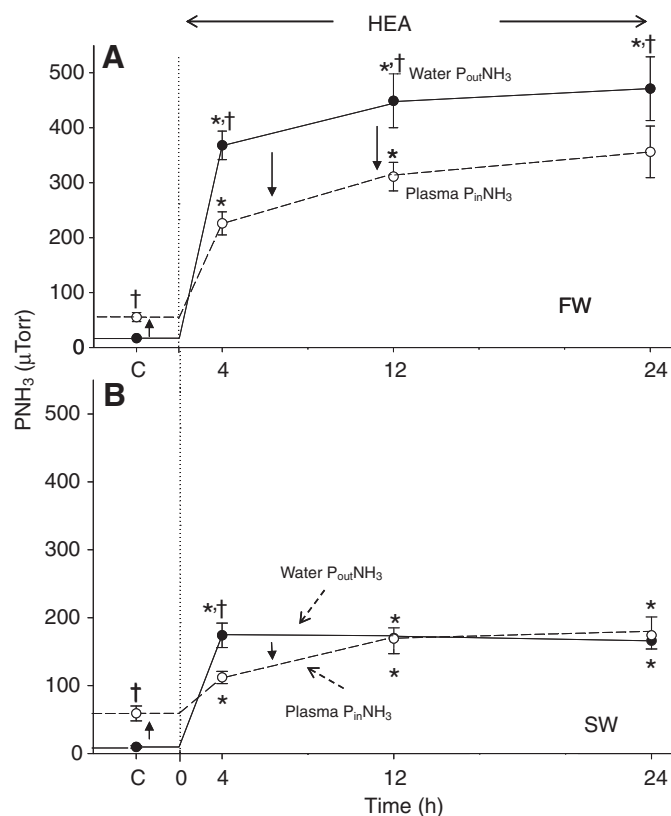 HEA
A
500
400
300
200
100
0
*,†
*,†
*,†
Water PoutNH₃
*
*
Plasma PinNH₃
†
FW
C
4
12
24
PNH₃ (μTorr)
B
500
400
300
200
100
0
Water PoutNH₃
*,†
*
*
†
*
*
*
Plasma PinNH₃
SW
C
0
4
12
24
Time (h)